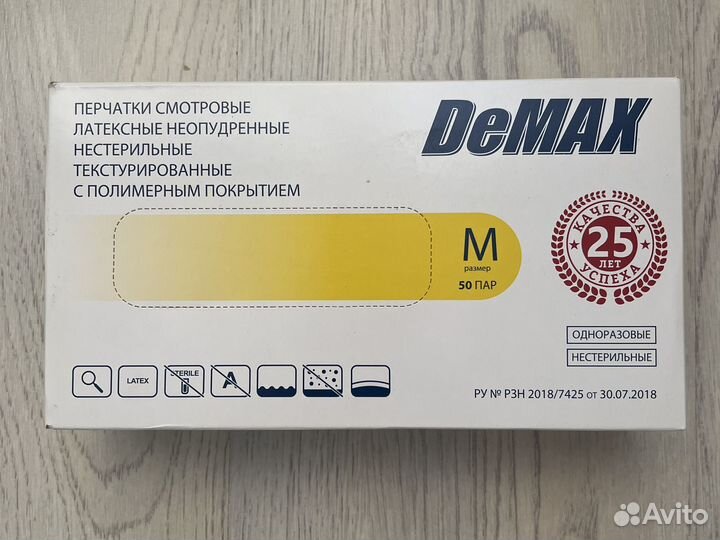 ПЕРЧАТКИ СМОТРОВЫЕ
ЛАТЕКСНЫЕ НЕОПУДРЕННЫЕ
НЕСТЕРИЛЬНЫЕ
ТЕКСТУРИРОВАННЫЕ
С ПОЛИМЕРНЫМ ПОКРЫТИЕМ
DeMAX
M
размер
50 ПАР
КАЧЕСТВА
25
ЛЕТ
УСПЕХА
ОДНОРАЗОВЫЕ
НЕСТЕРИЛЬНЫЕ
LATEX
STERILE
A
РУ № РЗН 2018/7425 от 30.07.2018
Avito